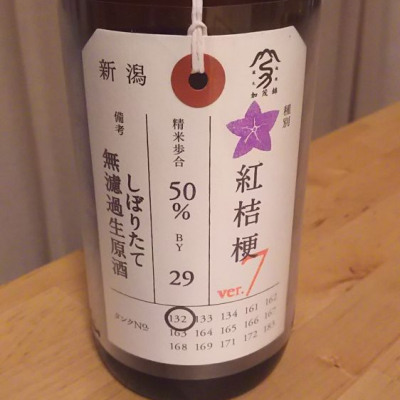 加茂錦
種別
紅桔梗
ver.7
精米歩合
50%
BY
29
新潟
備考
しぼりたて
無濾過生原酒
タンクNo.
132 133 134 161 162
163 164 165 166 167
168 169 171 172 183